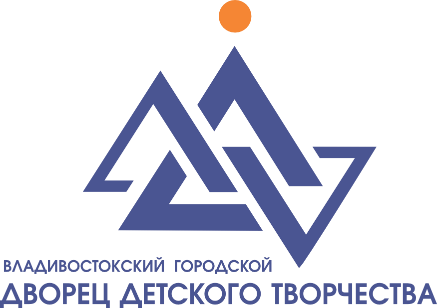 ВЛАДИВОСТОКСКИЙ ГОРОДСКОЙ
ДВОРЕЦ ДЕТСКОГО ТВОРЧЕСТВА